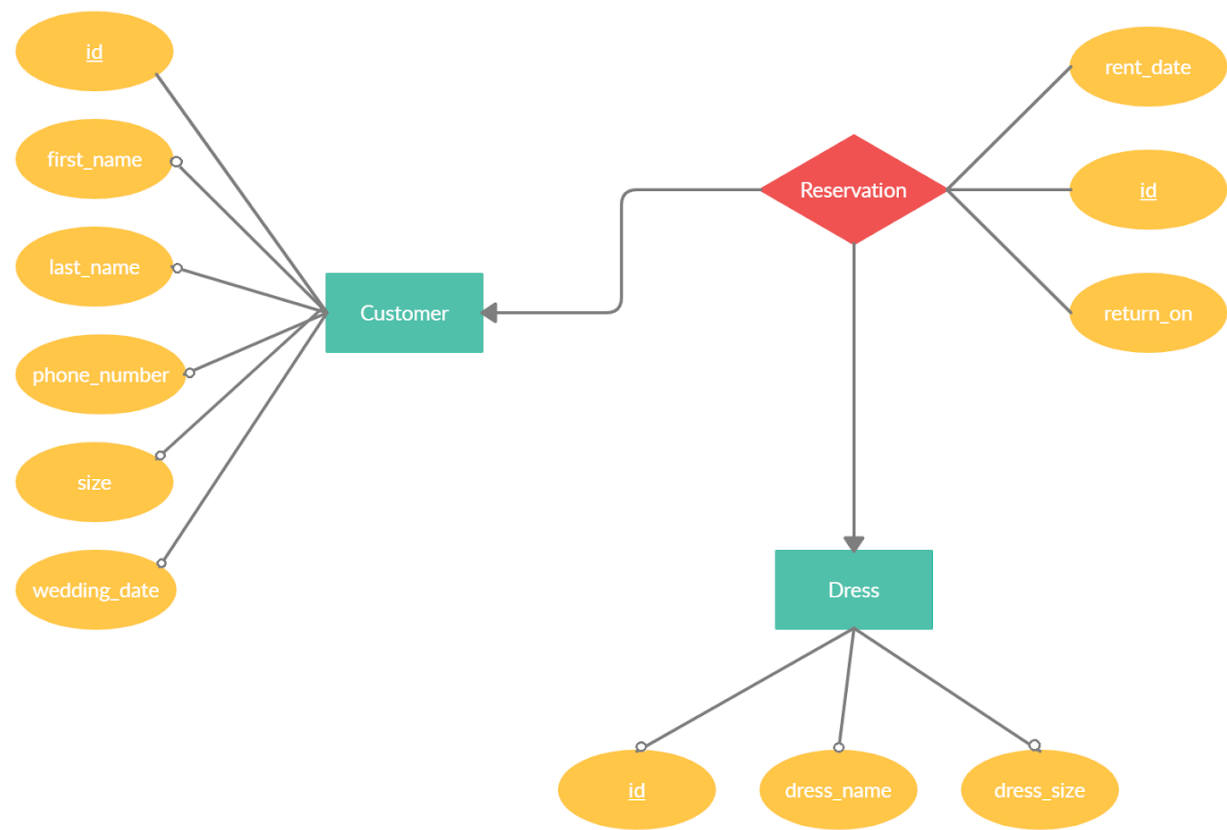 id
first_name
last_name
phone_number
size
wedding_date
Customer
Reservation
rent_date
id
return_on
Dress
id
dress_name
dress_size